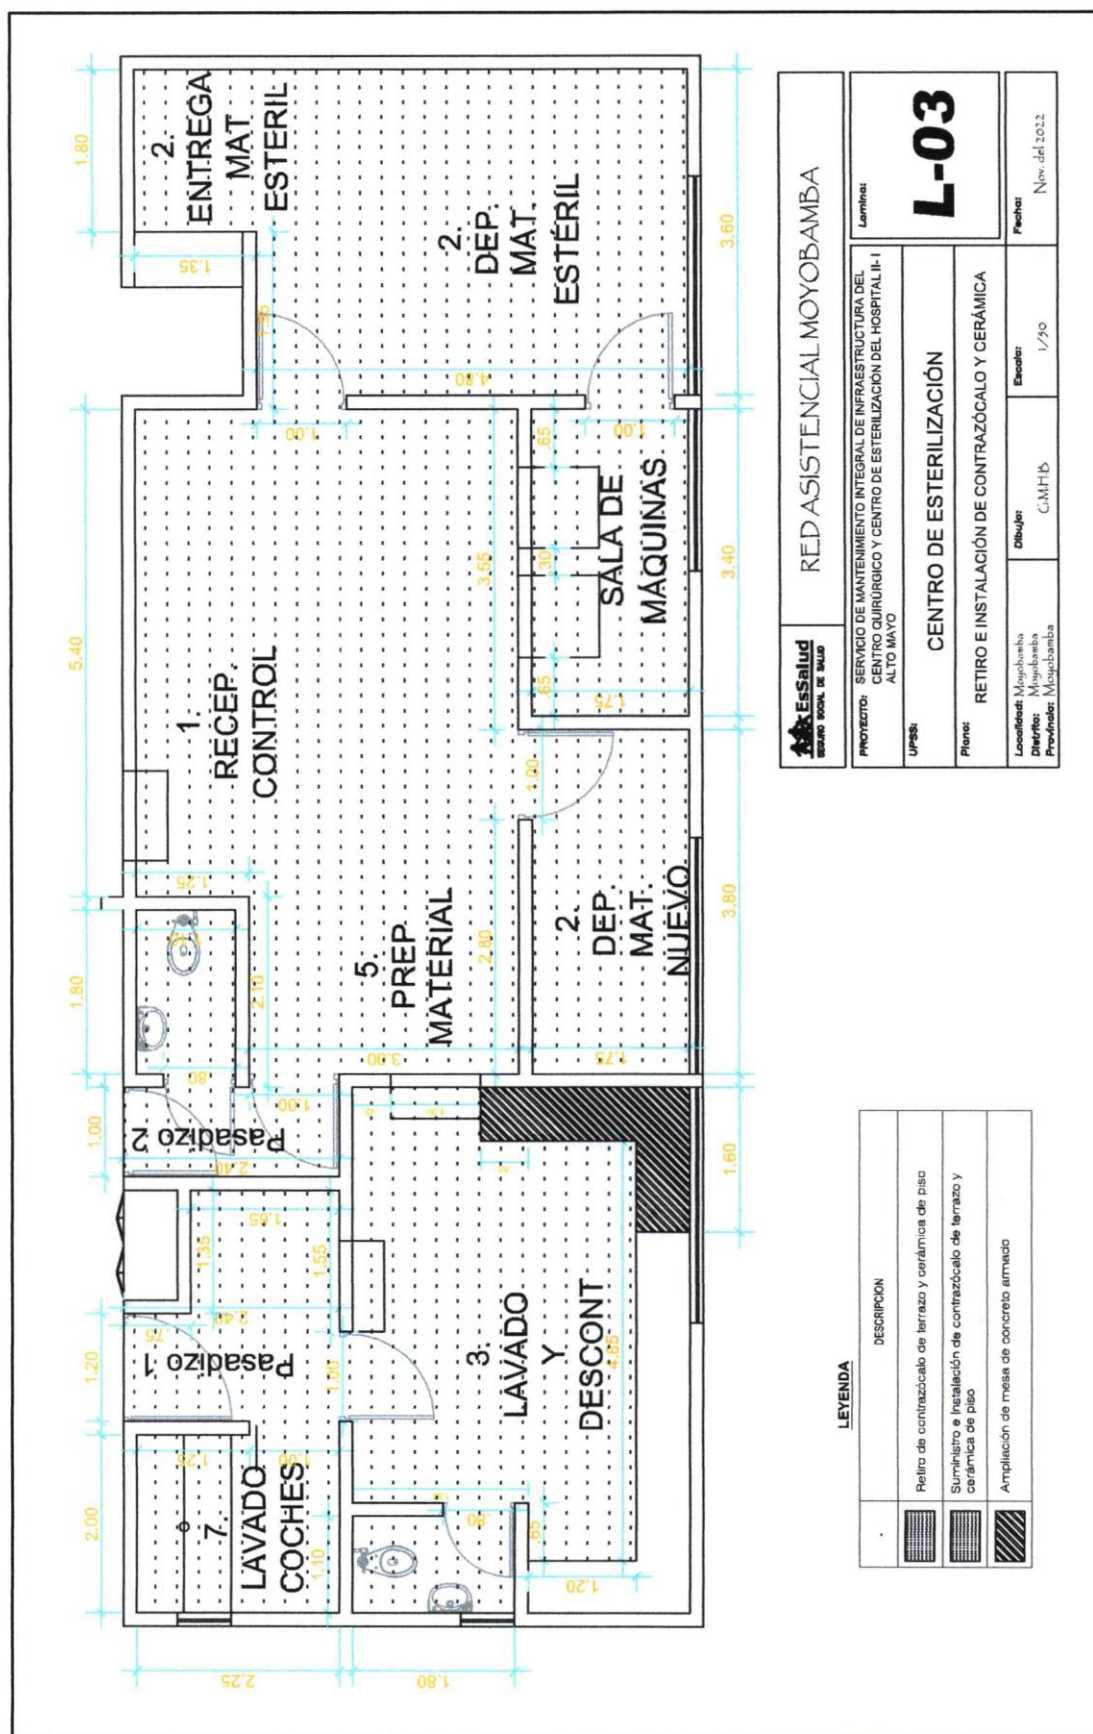 2.
ENTREGA
MAT
ESTERIL
2.
DEP.
MAT.
ESTÉRIL
1.
RECEP.
CONTROL
SALA DE
MÁQUINAS
5.
PREP.
MATERIAL
2.
DEP.
MAT.
NUEVO
Pasadizo 2
Pasadizo 1
3.
LAVADO
Y
DESCONT
7.
LAVADO
COCHES
2.00
1.20
1.00
1.80
5.40
1.80
1.35
1.00
4.80
3.60
1.00
.65
.30
.65
3.55
1.75
3.40
1.00
2.80
3.80
1.25
2.10
3.00
1.75
.80
1.00
2.40
1.60
1.65
1.35
1.55
.75
2.40
1.00
4.65
1.25
1.00
1.10
.80
.65
1.20
2.25
1.80
EsSalud
SEGURO SOCIAL DE SALUD
RED ASISTENCIAL MOYOBAMBA
PROYECTO: SERVICIO DE MANTENIMIENTO INTEGRAL DE INFRAESTRUCTURA DEL
CENTRO QUIRÚRGICO Y CENTRO DE ESTERILIZACIÓN DEL HOSPITAL II- I
ALTO MAYO
Lamina:
L-03
UPSS:
CENTRO DE ESTERILIZACIÓN
Plano:
RETIRO E INSTALACIÓN DE CONTRAZÓCALO Y CERÁMICA
Localidad: Moyobamba
Distrito: Moyobamba
Provincia: Moyobamba
Dibujo:
C.M.H.B
Escala:
1/50
Fecha:
Nov. del 2022
LEYENDA
DESCRIPCION
Retiro de contrazócalo de terrazo y cerámica de piso
Suministro e Instalación de contrazócalo de terrazo y
cerámica de piso
Ampliación de mesa de concreto armado